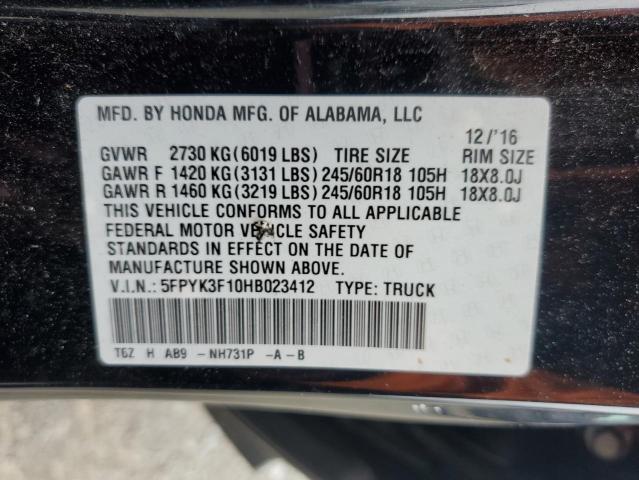 MFD. BY HONDA MFG. OF ALABAMA, LLC
12/'16
GVWR 2730 KG(6019 LBS) TIRE SIZE RIM SIZE
GAWR F 1420 KG(3131 LBS) 245/60R18 105H 18X8.0J
GAWR R 1460 KG(3219 LBS) 245/60R18 105H 18X8.0J
THIS VEHICLE CONFORMS TO ALL APPLICABLE
FEDERAL MOTOR VEHICLE SAFETY
STANDARDS IN EFFECT ON THE DATE OF
MANUFACTURE SHOWN ABOVE.
V.I.N.: 5FPYK3F10HB023412 TYPE: TRUCK
T6Z H AB9 -NH731P -A-B